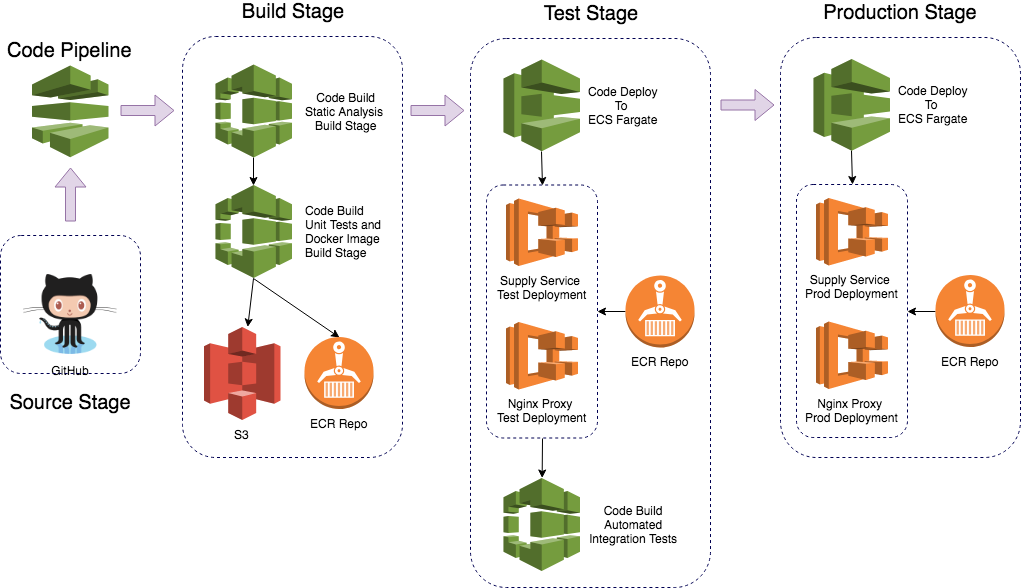 Build Stage
Test Stage
Production Stage
Code Pipeline
Code Build
Static Analysis
Build Stage
Code Build
Unit Tests and
Docker Image
Build Stage
S3
ECR Repo
GitHub
Source Stage
Code Deploy
To
ECS Fargate
Supply Service
Test Deployment
ECR Repo
Nginx Proxy
Test Deployment
Code Build
Automated
Integration Tests
Code Deploy
To
ECS Fargate
Supply Service
Prod Deployment
ECR Repo
Nginx Proxy
Prod Deployment